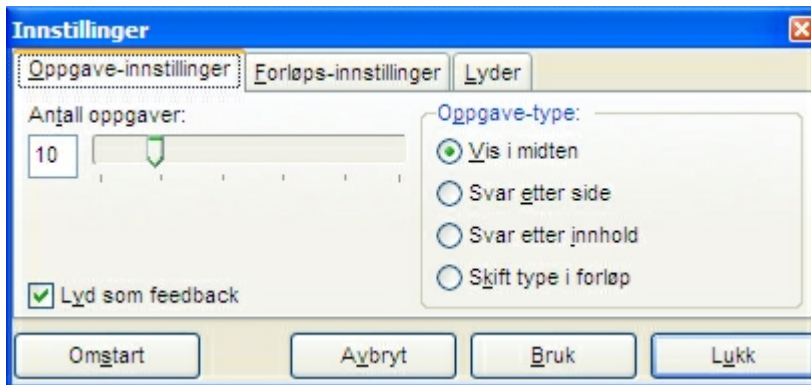 Innstillinger
Oppgave-innstillinger Forløps-innstillinger Lyder
Antall oppgaver:
10
Oppgave-type:
Vis i midten
Svar etter side
Svar etter innhold
Skift type i forløp
Lyd som feedback
Omstart Avbryt Bruk Lukk